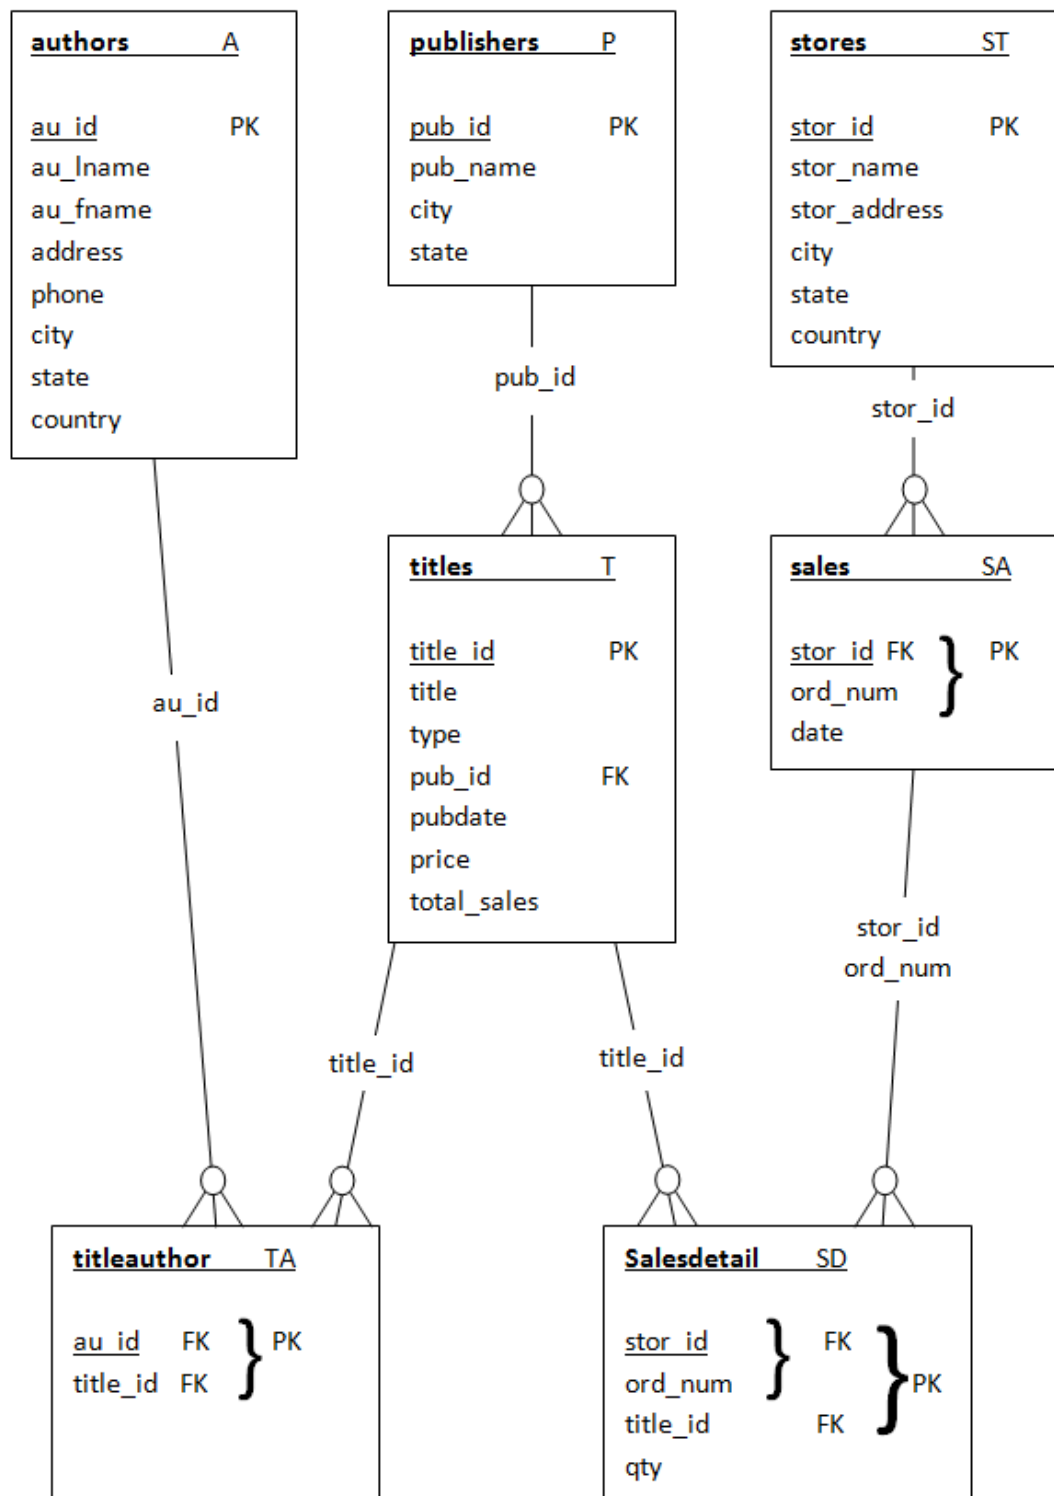 authors A
au_id PK
au_lname
au_fname
address
phone
city
state
country
publishers P
pub_id PK
pub_name
city
state
stores ST
stor_id PK
stor_name
stor_address
city
state
country
pub_id
stor_id
au_id
titles T
title_id PK
title
type
pub_id FK
pubdate
price
total_sales
sales SA
stor_id FK } PK
ord_num
date
title_id
title_id
stor_id
ord_num
titleauthor TA
au_id FK } PK
title_id FK
Salesdetail SD
stor_id } FK } PK
ord_num
title_id FK
qty